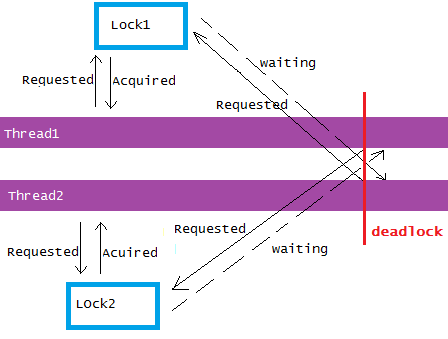 Lock1
waiting
Requested Acquired
Requested
Thread1
Thread2
Requested
deadlock
Requested Acuired
waiting
LOck2